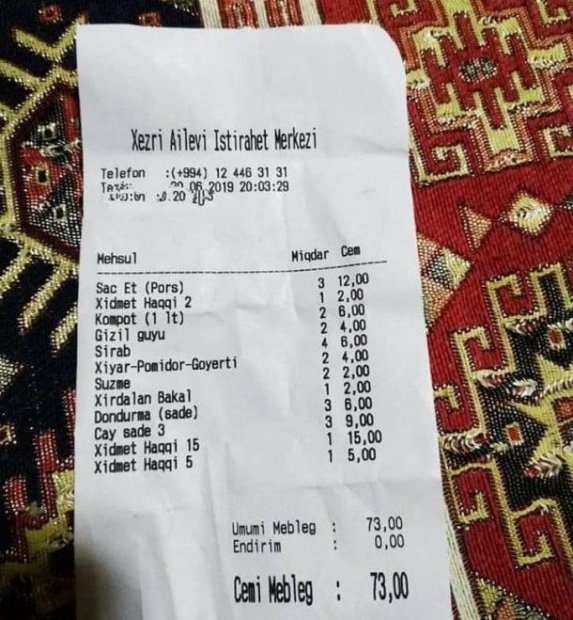 Xezri Ailevi Istirahet Merkezi
Telefon :(+994) 12 446 31 31
06 2019 20:03:29
Mehsul Miqdar Cem
Sac Et (Pors) 3 12,00
Xidmet Haqqi 2 1 2,00
Kompot (1 lt) 2 6,00
Gizil guyu 2 4,00
Sirab 4 6,00
Xiyar-Pomidor-Goyerti 2 4,00
Suzme 2 2,00
Xirdalan Bakal 1 2,00
Dondurma (sade) 3 6,00
Cay sade 3 3 9,00
Xidmet Haqqi 15 1 15,00
Xidmet Haqqi 5 1 5,00
Umumi Mebleg : 73,00
Endirim : 0,00
Cemi Mebleg : 73,00